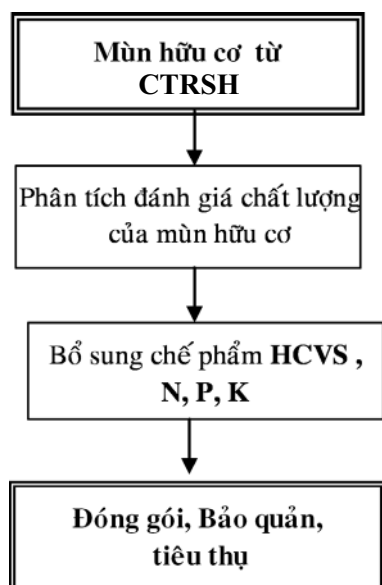 Mùn hữu cơ từ
CTRSH
Phân tích đánh giá chất lượng
của mùn hữu cơ
Bổ sung chế phẩm HCVS ,
N, P, K
Đóng gói, Bảo quản,
tiêu thụ